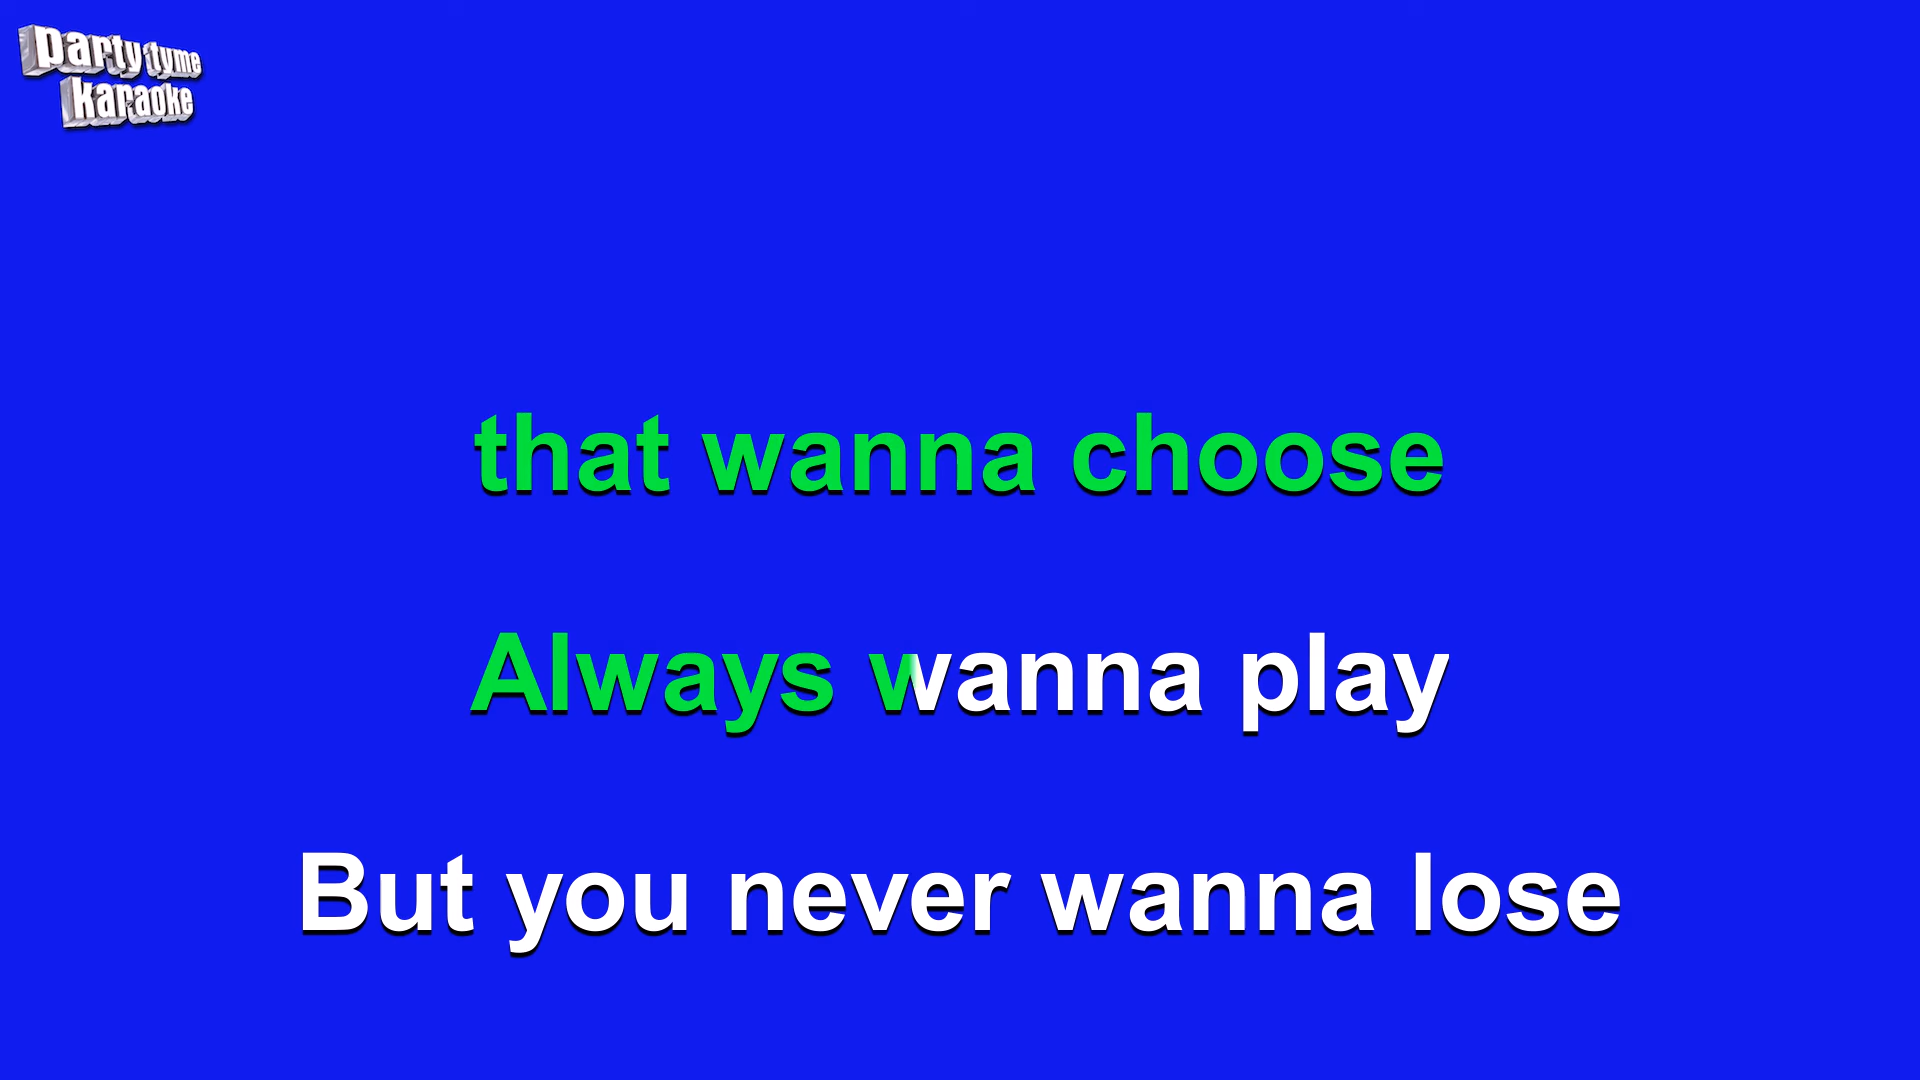 party tyme
karaoke
that wanna choose
Always wanna play
But you never wanna lose